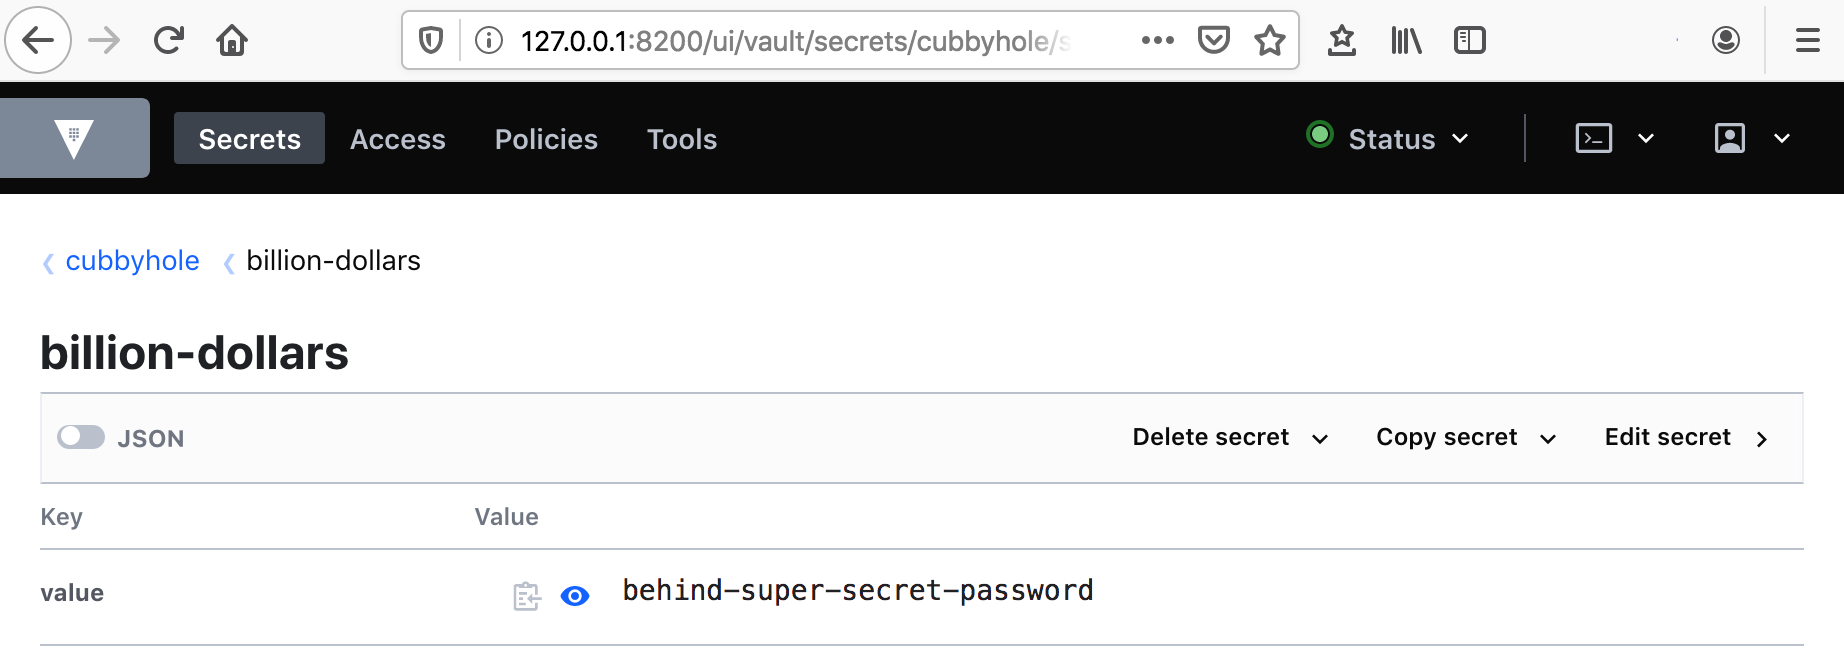 127.0.0.1:8200/ui/vault/secrets/cubbyhole/s
Secrets Access Policies Tools Status
cubbyhole billion-dollars
billion-dollars
JSON Delete secret Copy secret Edit secret
Key Value
value behind-super-secret-password